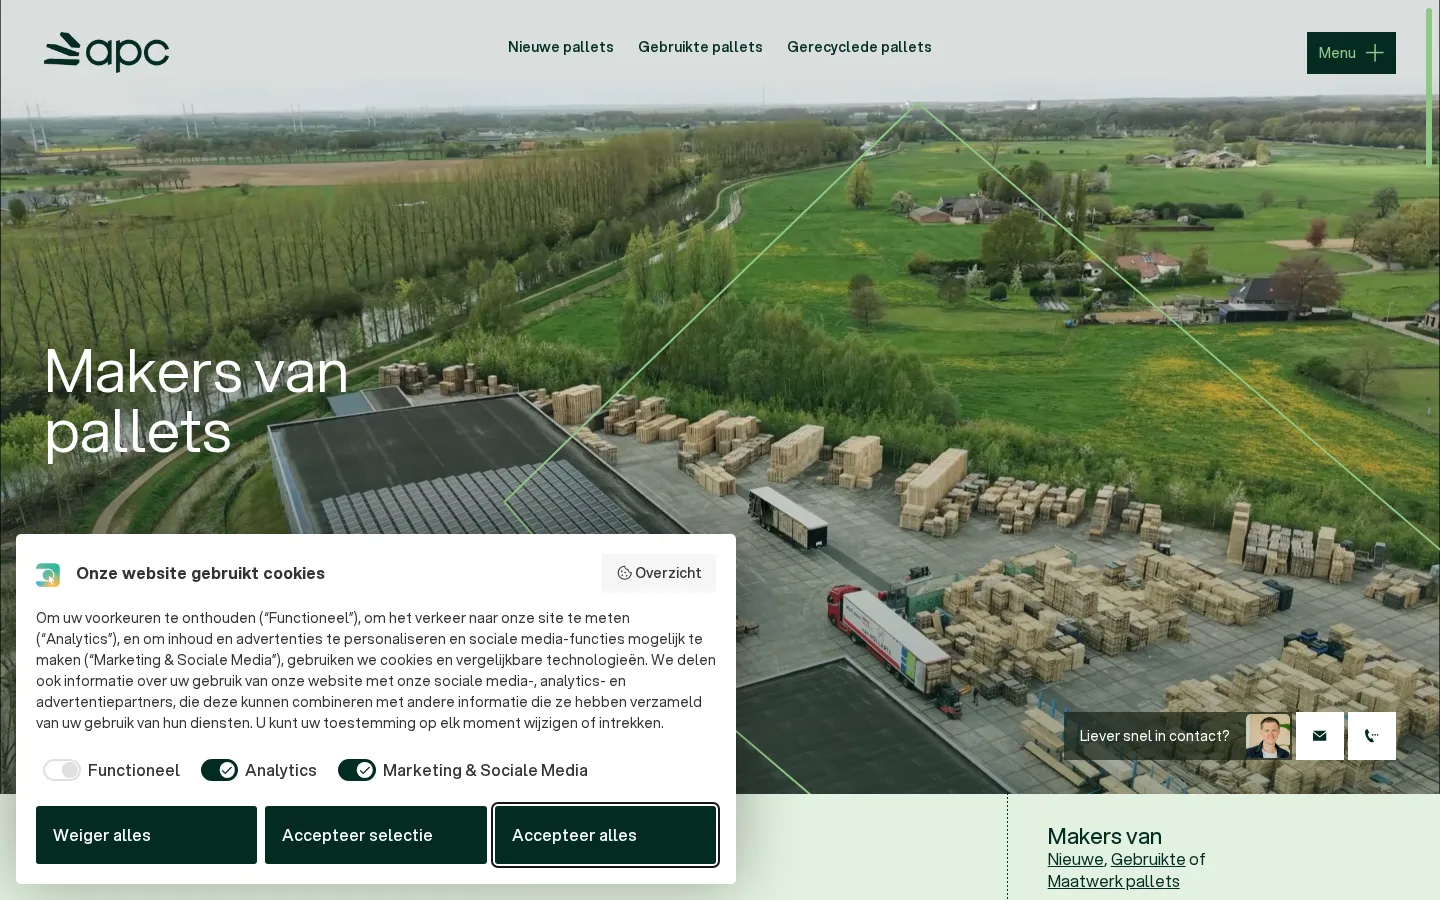 apc
Nieuwe pallets
Gebruikte pallets
Gerecyclede pallets
Menu
Makers van
pallets
Onze website gebruikt cookies
Overzicht
Om uw voorkeuren te onthouden (“Functioneel”), om het verkeer naar onze site te meten
(“Analytics”), en om inhoud en advertenties te personaliseren en sociale media-functies mogelijk te
maken (“Marketing & Sociale Media”), gebruiken we cookies en vergelijkbare technologieën. We delen
ook informatie over uw gebruik van onze website met onze sociale media-, analytics- en
advertentiepartners, die deze kunnen combineren met andere informatie die ze hebben verzameld
van uw gebruik van hun diensten. U kunt uw toestemming op elk moment wijzigen of intrekken.
Functioneel
Analytics
Marketing & Sociale Media
Weiger alles
Accepteer selectie
Accepteer alles
Liever snel in contact?
Makers van
Nieuwe, Gebruikte of
Maatwerk pallets